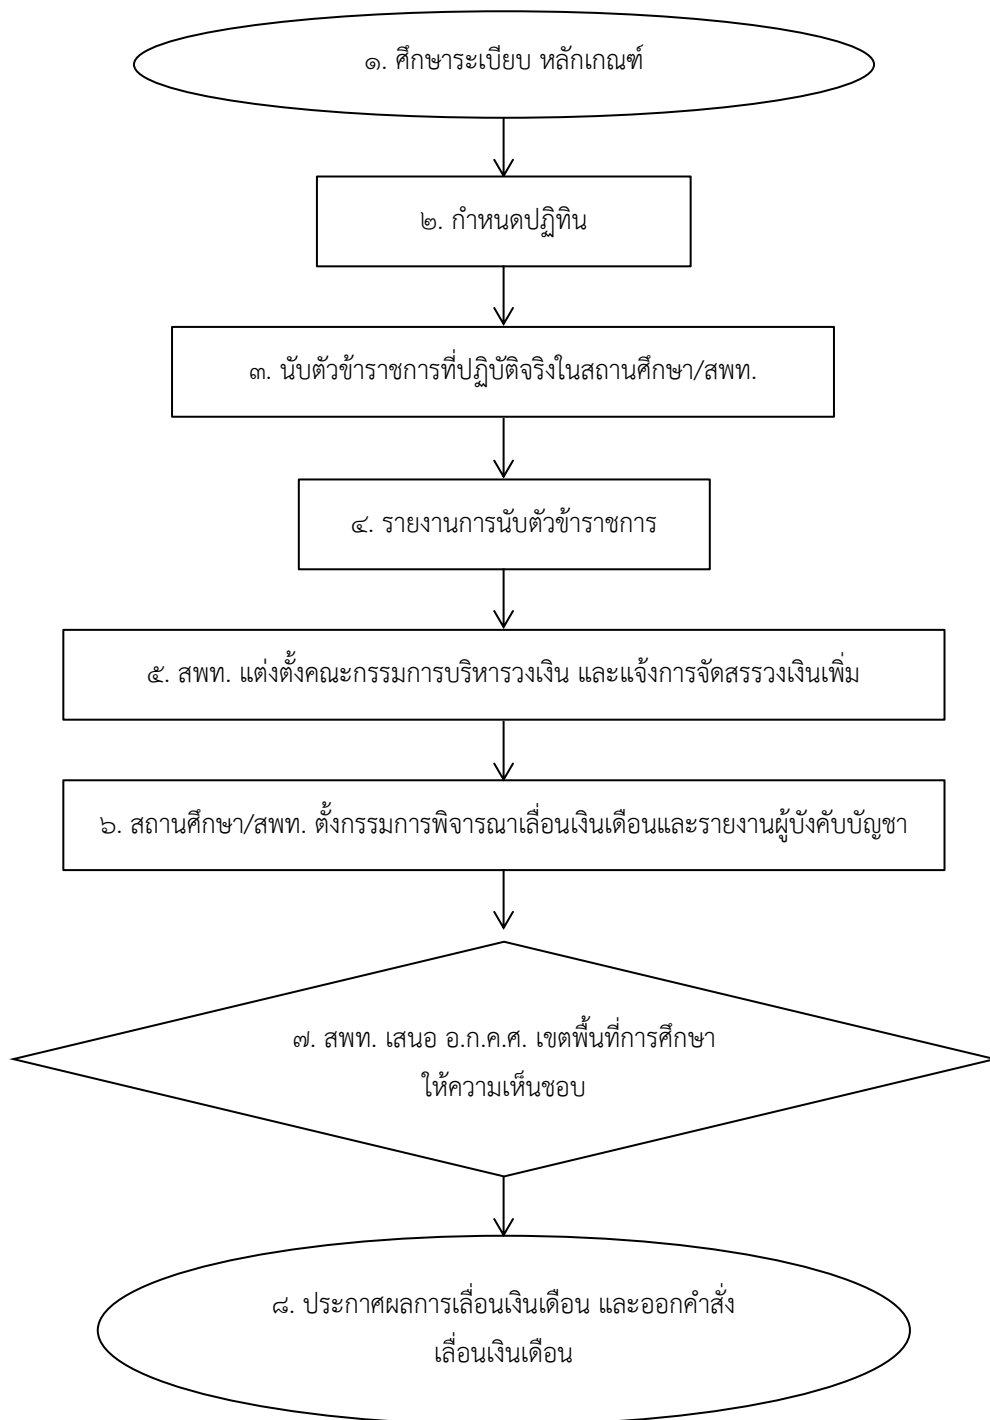 ๑. ศึกษาระเบียบ หลักเกณฑ์
๒. กำหนดปฏิทิน
๓. นับตัวข้าราชการที่ปฏิบัติจริงในสถานศึกษา/สพท.
๔. รายงานการนับตัวข้าราชการ
๕. สพท. แต่งตั้งคณะกรรมการบริหารวงเงิน และแจ้งการจัดสรรวงเงินเพิ่ม
๖. สถานศึกษา/สพท. ตั้งกรรมการพิจารณาเลื่อนเงินเดือนและรายงานผู้บังคับบัญชา
๗. สพท. เสนอ อ.ก.ค.ศ. เขตพื้นที่การศึกษา
ให้ความเห็นชอบ
๘. ประกาศผลการเลื่อนเงินเดือน และออกคำสั่ง
เลื่อนเงินเดือน